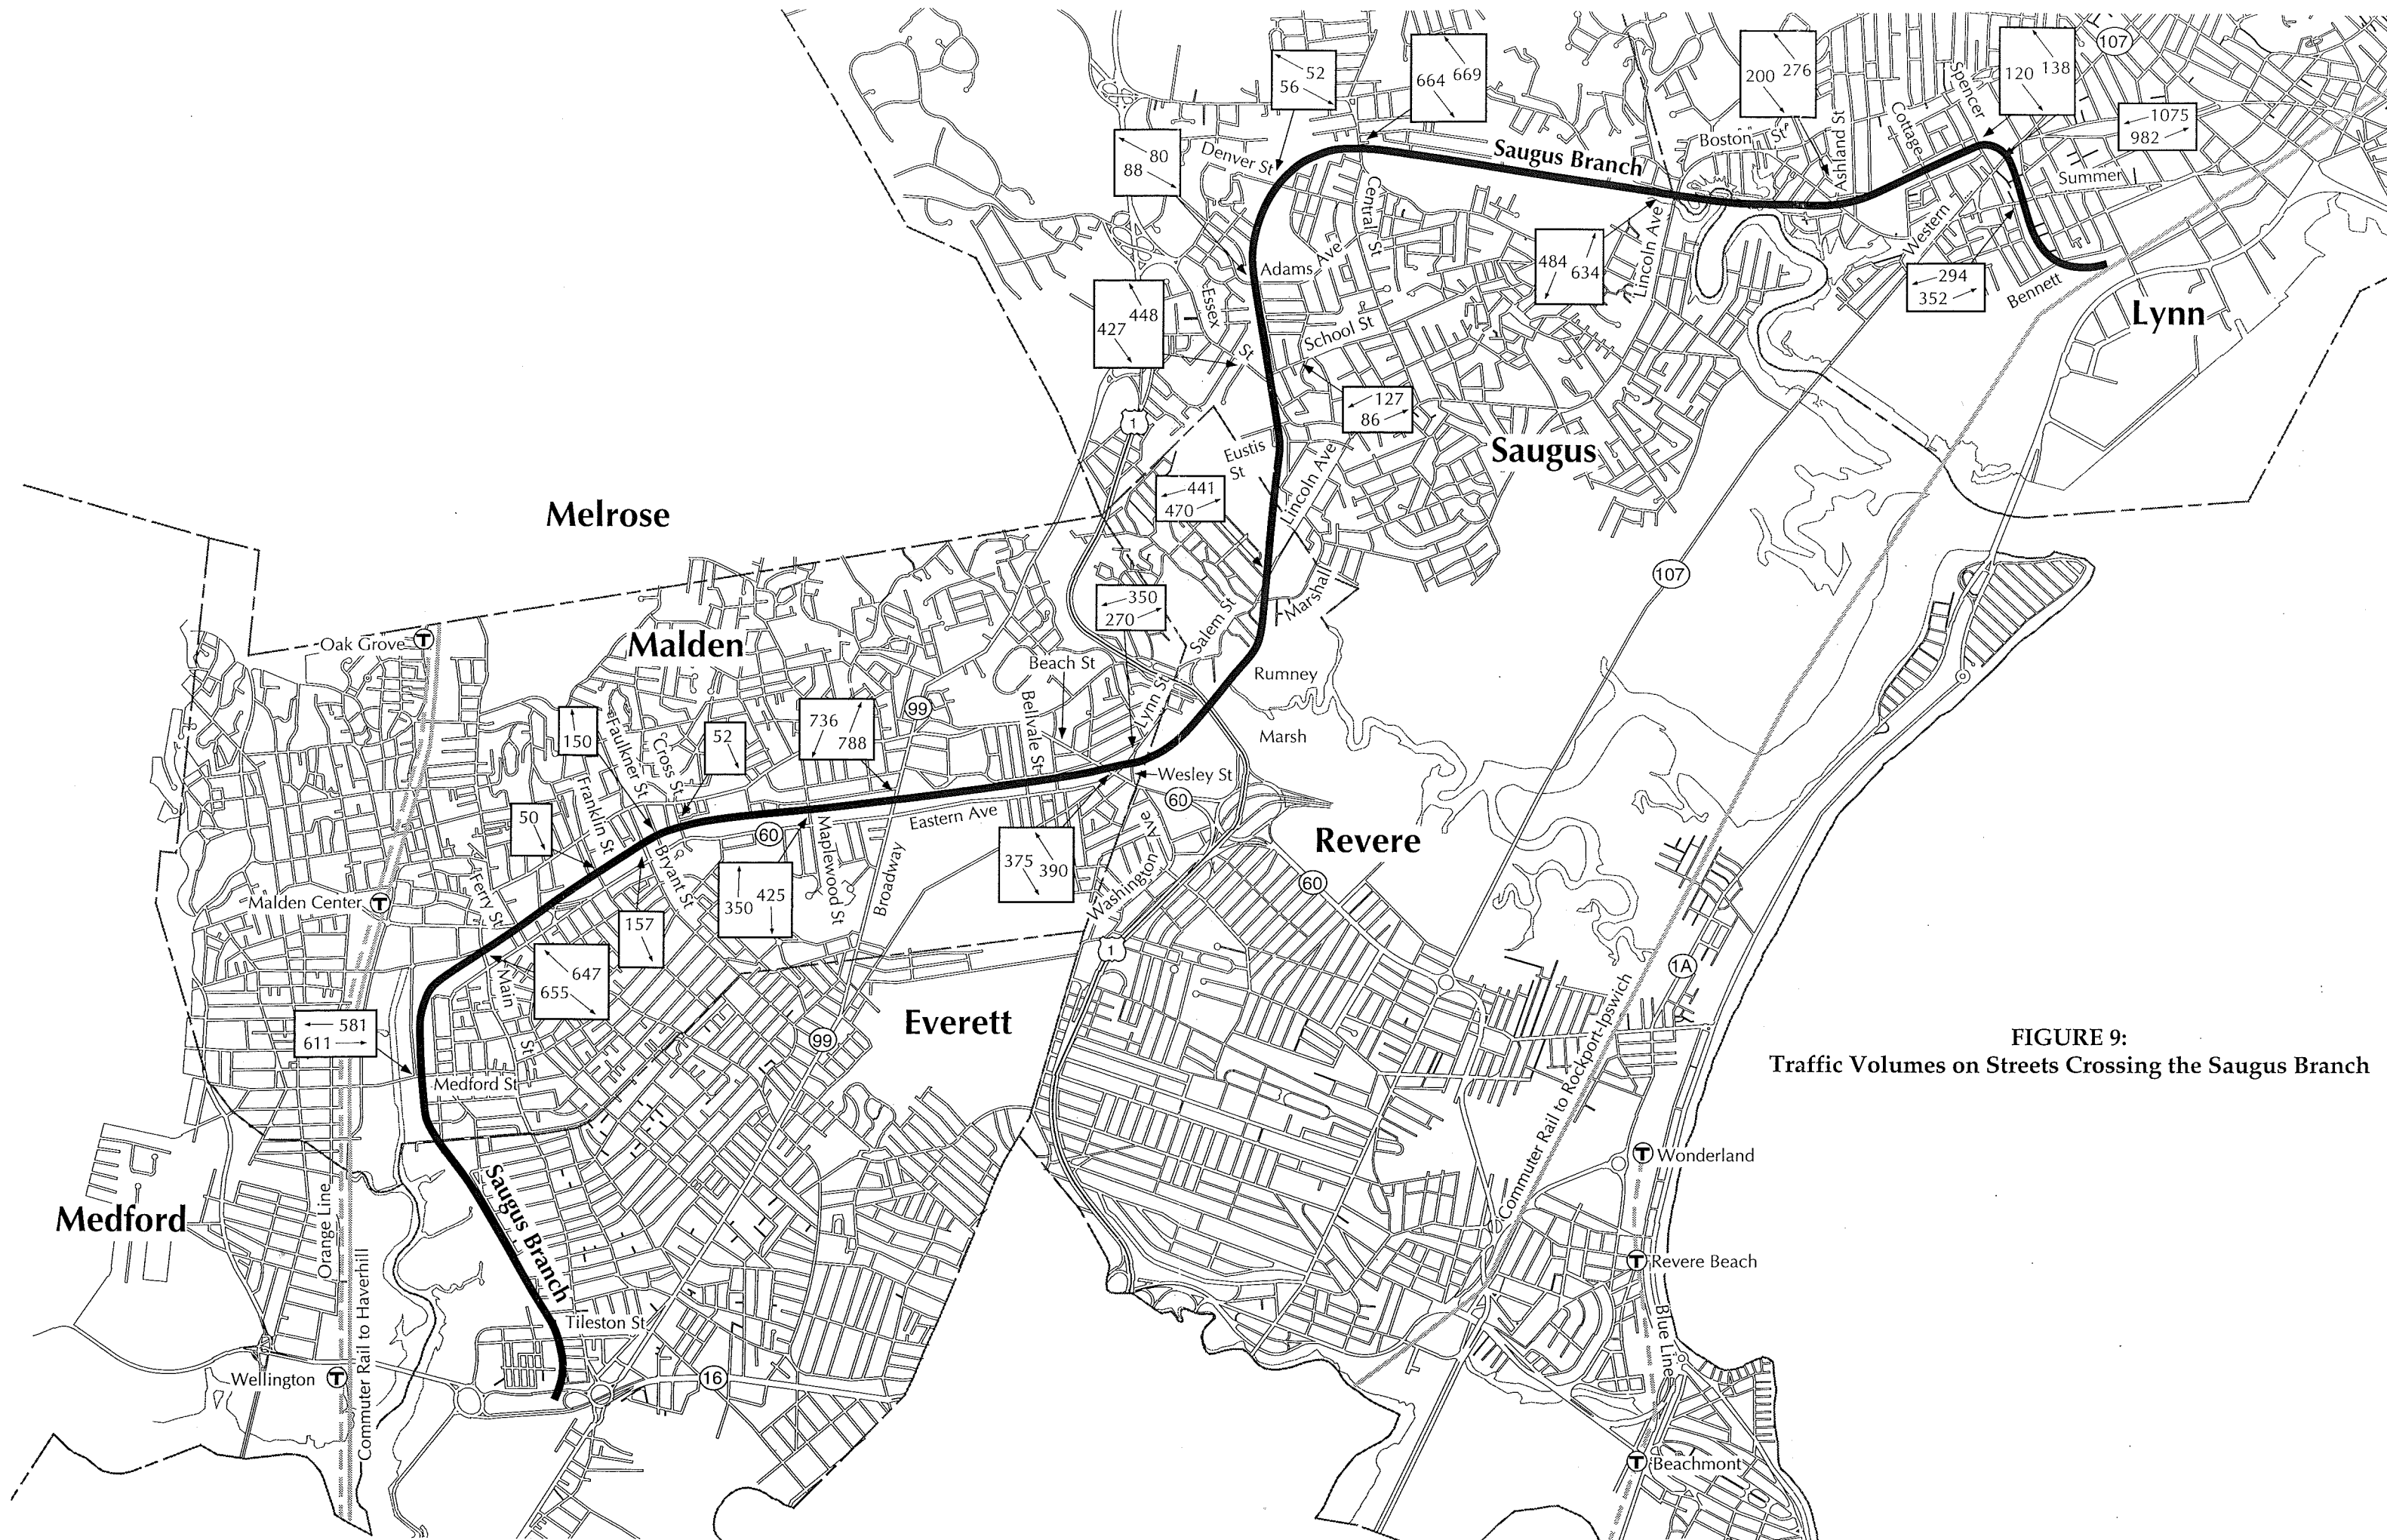 107
52
56
664 669
200 276
120 138
1075
982
80
88
Denver St
Saugus Branch
Boston St
Ashland St
Cottage
Spencer
Summer
Central St
Adams Ave
Essex St
484 634
Lincoln Ave
Western
294
352
Bennett
Lynn
427 448
School St
127
86
1
Eustis St
Saugus
Lincoln Ave
441
470
Melrose
107
350
270
Salem St
Marshall
Oak Grove T
Malden
Beach St
Rumney
Marsh
Lynn St
Bellvale St
99
736
788
150
Faulkner St
Cross St
52
Wesley St
60
50
Franklin St
60
Eastern Ave
Maplewood St
Broadway
375 390
Washington Ave
Revere
60
Bryant St
350 425
Malden Center T
Ferry St
157
1
647
655
Main St
1A
581
611
99
Everett
Medford St
Commuter Rail to Rockport-Ipswich
FIGURE 9:
Traffic Volumes on Streets Crossing the Saugus Branch
T Wonderland
Medford
Orange Line
Commuter Rail to Haverhill
Saugus Branch
T Revere Beach
Tileston St
Blue Line
Wellington T
16
T Beachmont